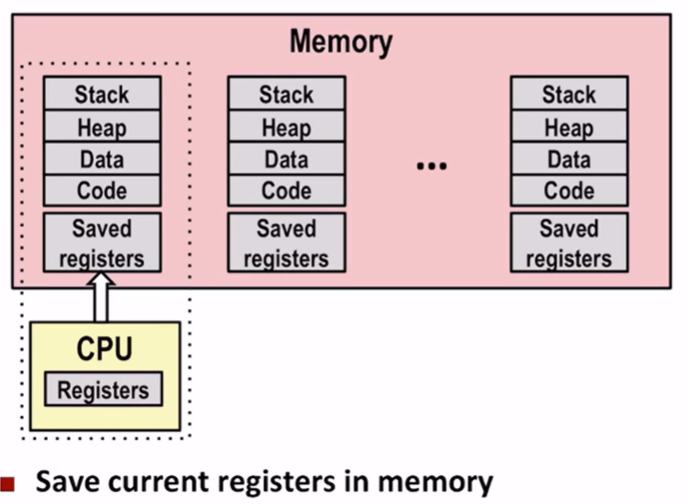 Memory
Stack
Heap
Data
Code
Saved
registers
Stack
Heap
Data
Code
Saved
registers
...
Stack
Heap
Data
Code
Saved
registers
CPU
Registers
Save current registers in memory